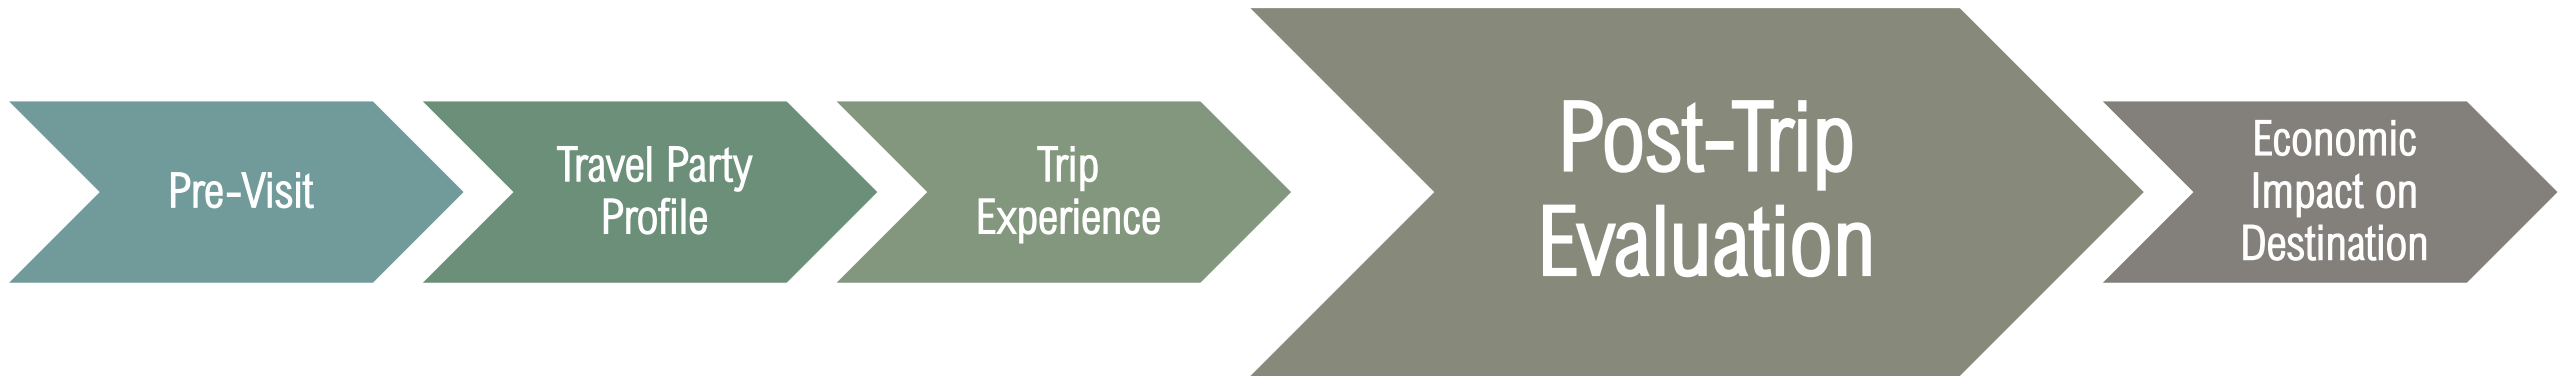 Pre-Visit
Travel Party
Profile
Trip
Experience
Post-Trip
Evaluation
Economic
Impact on
Destination